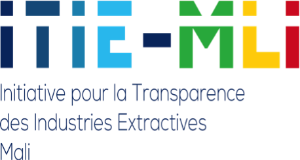 ITIE-MLI
Initiative pour la Transparence
des Industries Extractives
Mali